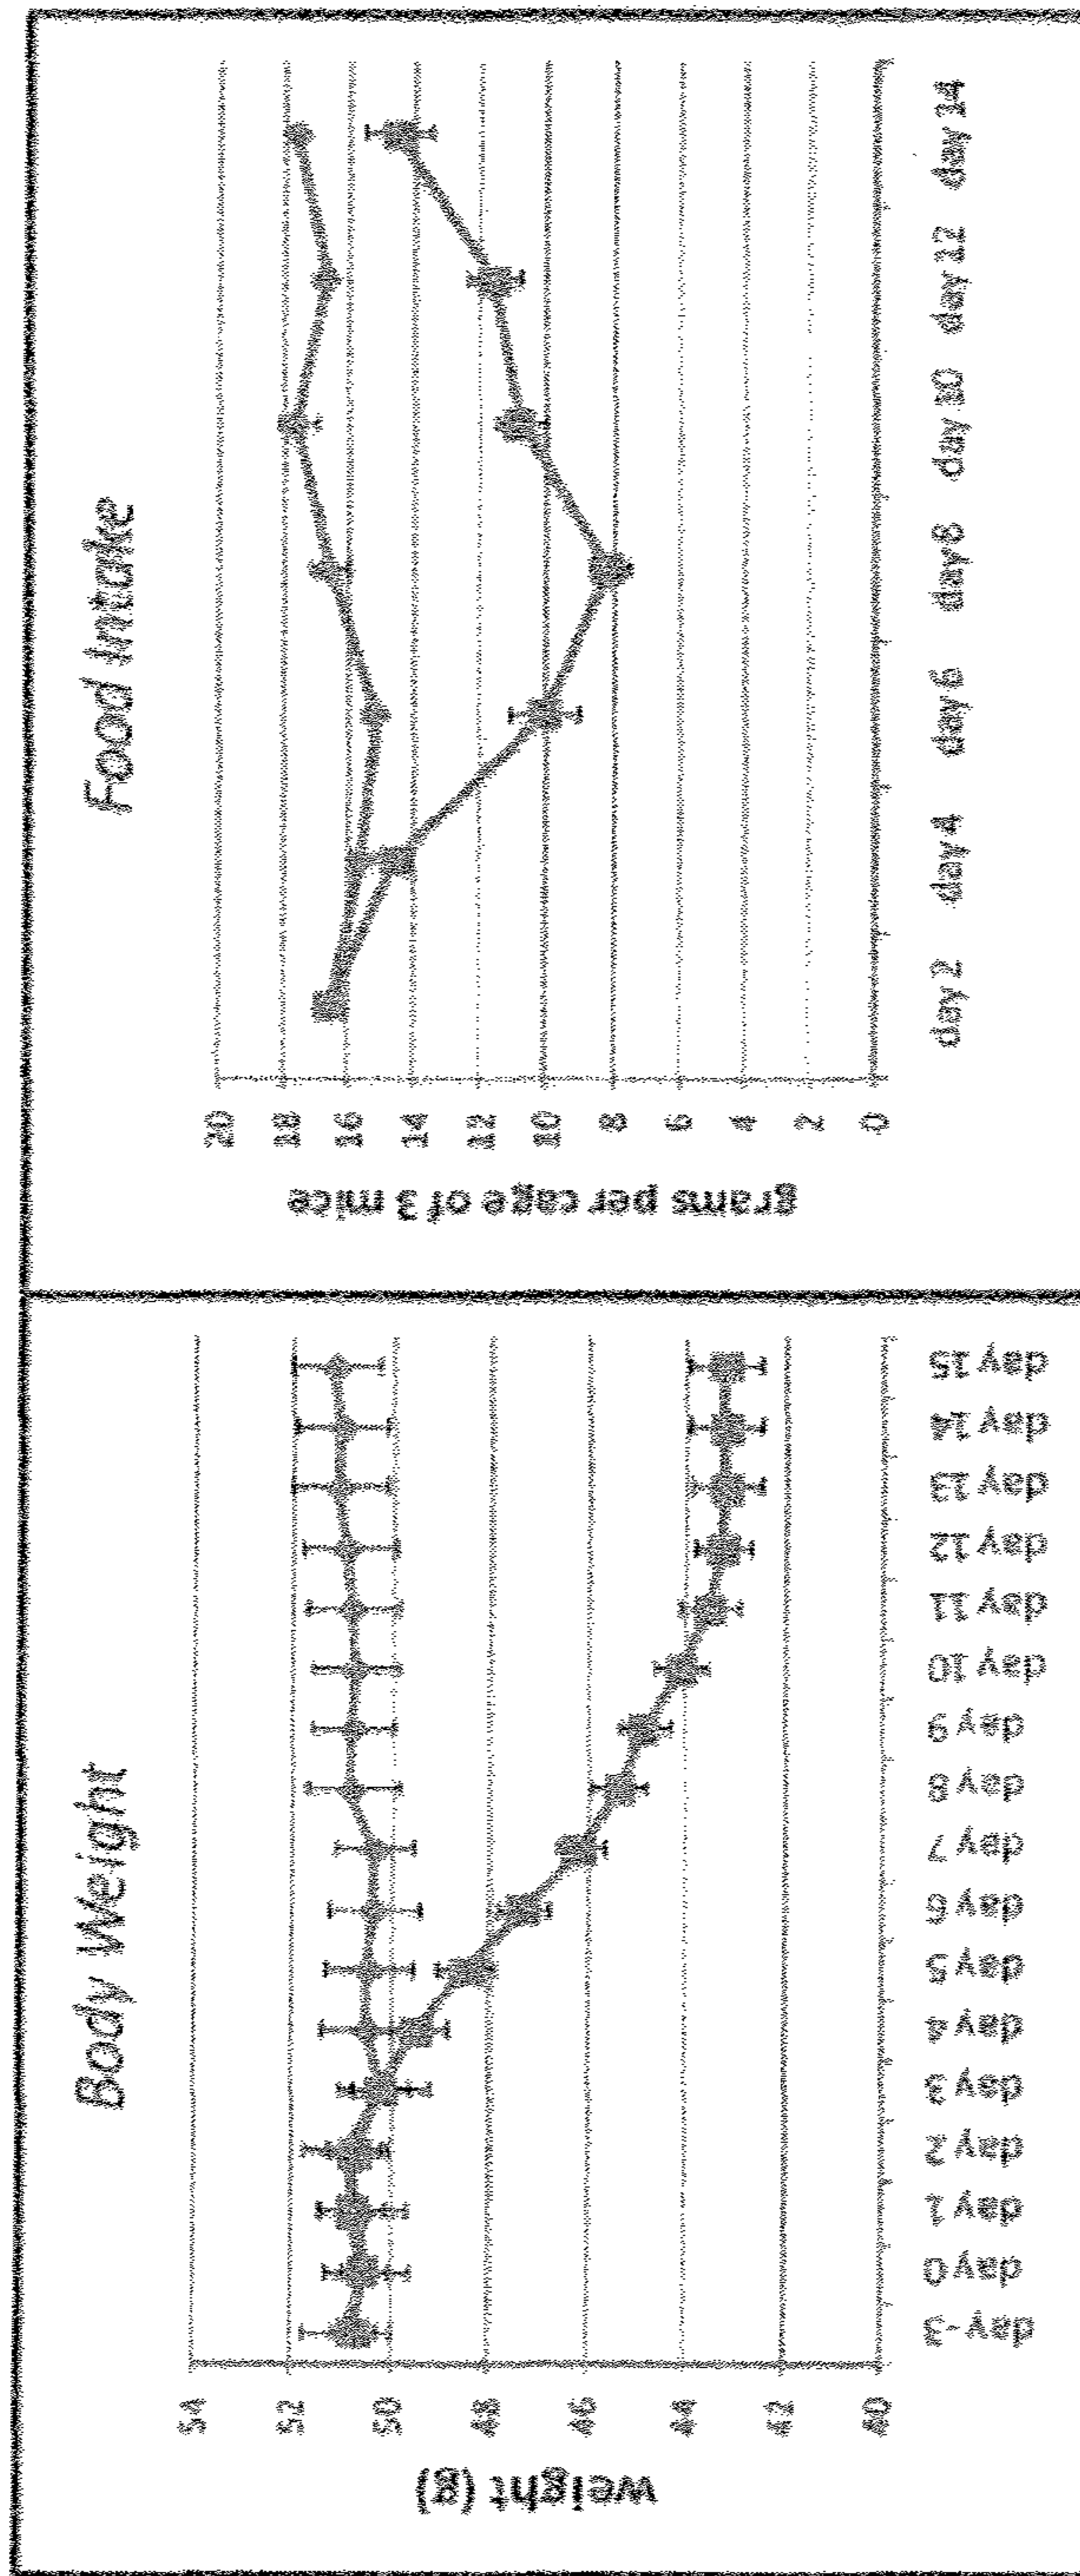 Body Weight
weight (g)
54
52
50
48
46
44
42
40
day -3
day 0
day 1
day 2
day 3
day 4
day 5
day 6
day 7
day 8
day 9
day 10
day 11
day 12
day 13
day 14
day 15
Food Intake
grams per cage of 3 mice
20
18
16
14
12
10
8
6
4
2
0
day 2
day 4
day 6
day 8
day 10
day 12
day 14